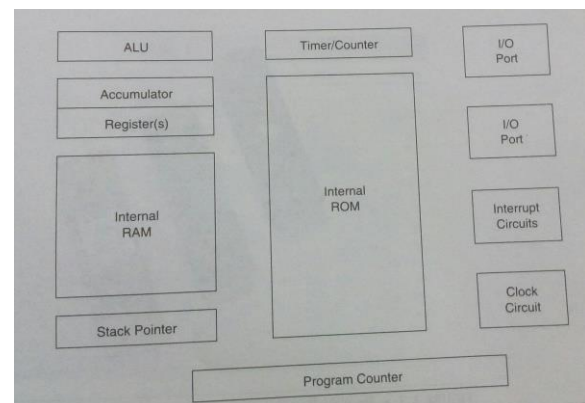 ALU
Accumulator
Register(s)
Internal
RAM
Stack Pointer
Timer/Counter
Internal
ROM
I/O
Port
I/O
Port
Interrupt
Circuits
Clock
Circuit
Program Counter